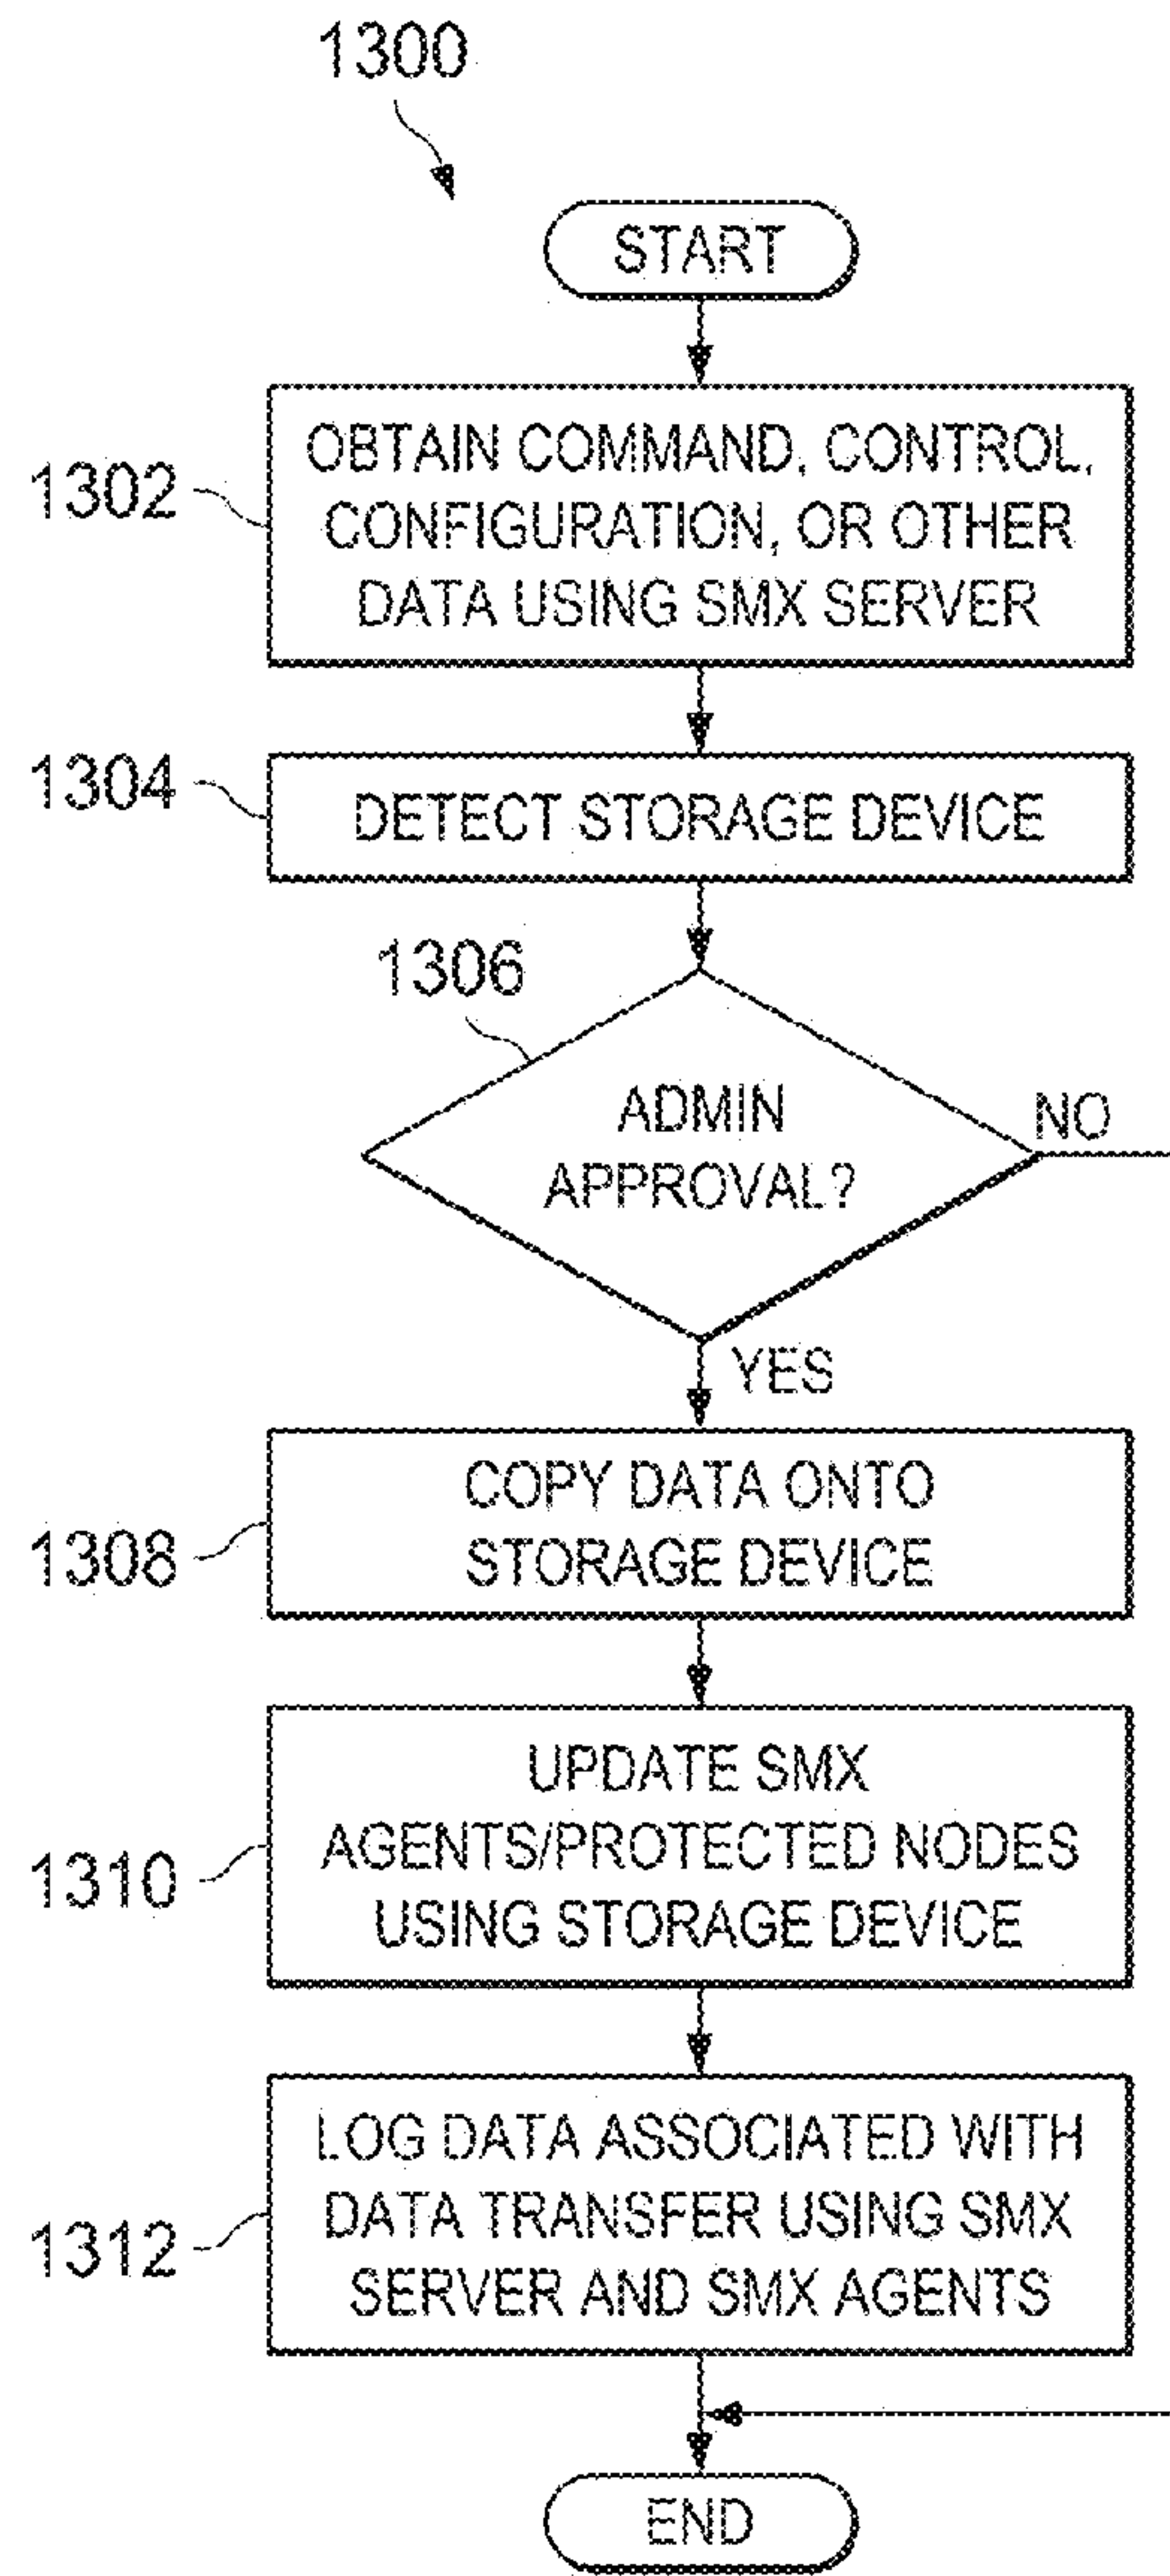 1300
START
1302
OBTAIN COMMAND, CONTROL,
CONFIGURATION, OR OTHER
DATA USING SMX SERVER
1304
DETECT STORAGE DEVICE
1306
ADMIN
APPROVAL?
NO
YES
1308
COPY DATA ONTO
STORAGE DEVICE
1310
UPDATE SMX
AGENTS/PROTECTED NODES
USING STORAGE DEVICE
1312
LOG DATA ASSOCIATED WITH
DATA TRANSFER USING SMX
SERVER AND SMX AGENTS
END